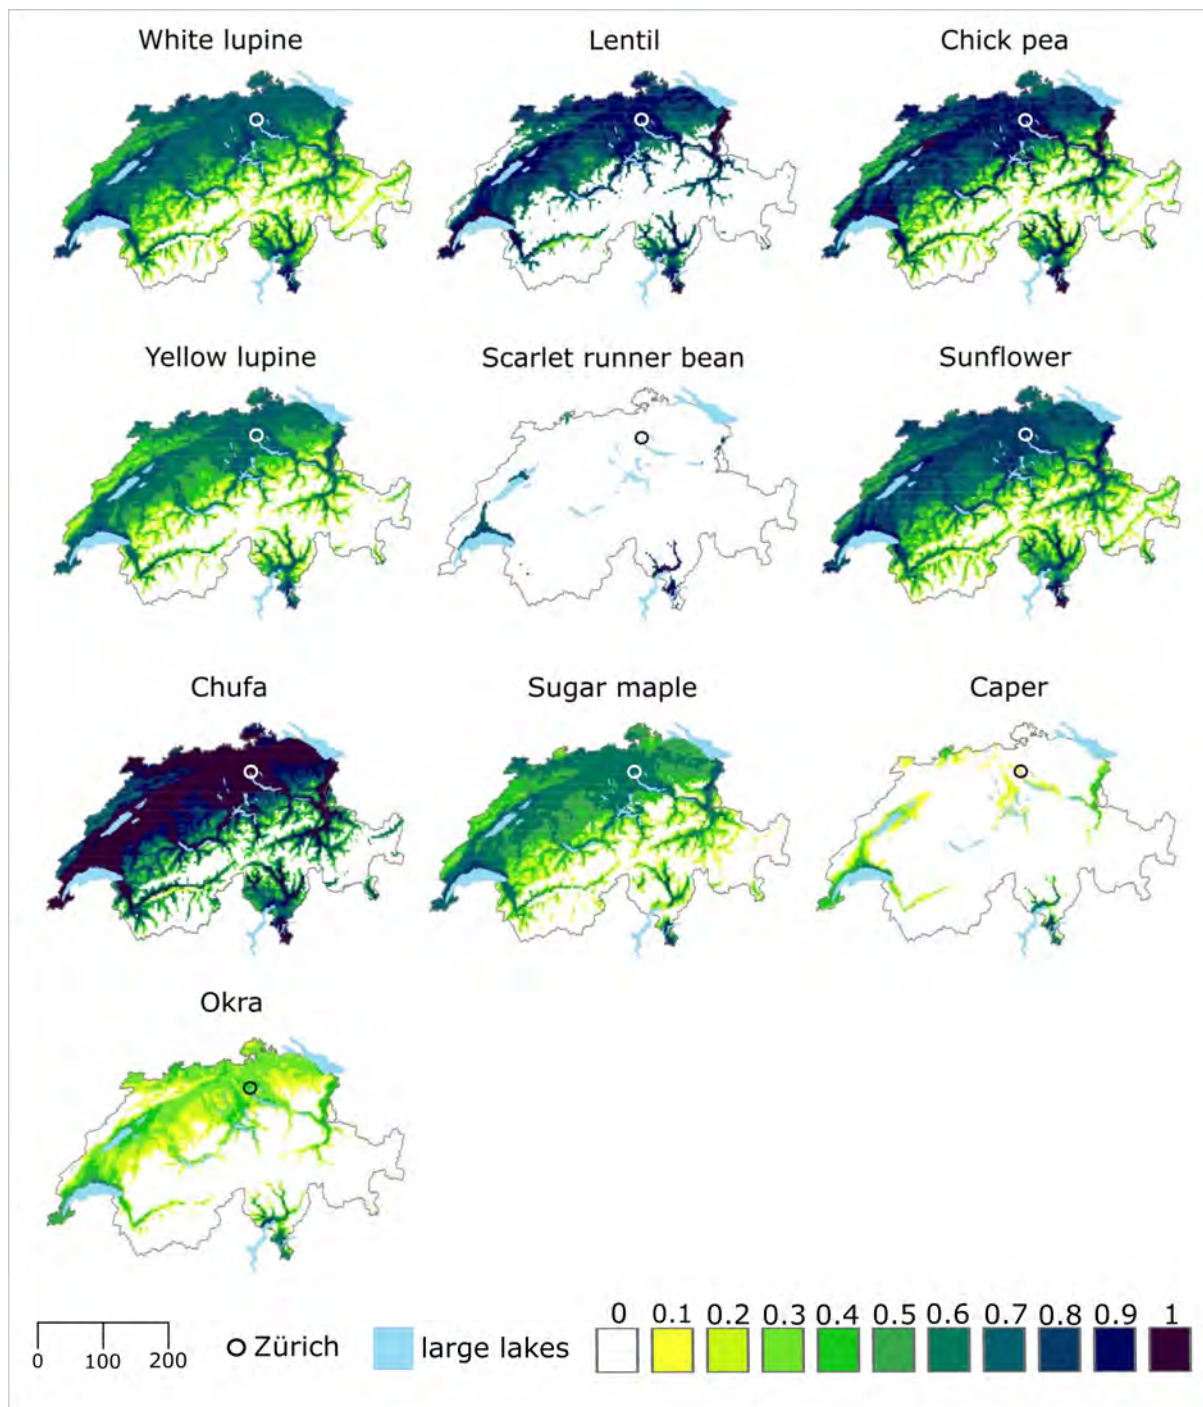 White lupine
Lentil
Chick pea
Yellow lupine
Scarlet runner bean
Sunflower
Chufa
Sugar maple
Caper
Okra
0 100 200
Zürich
large lakes
0 0.1 0.2 0.3 0.4 0.5 0.6 0.7 0.8 0.9 1